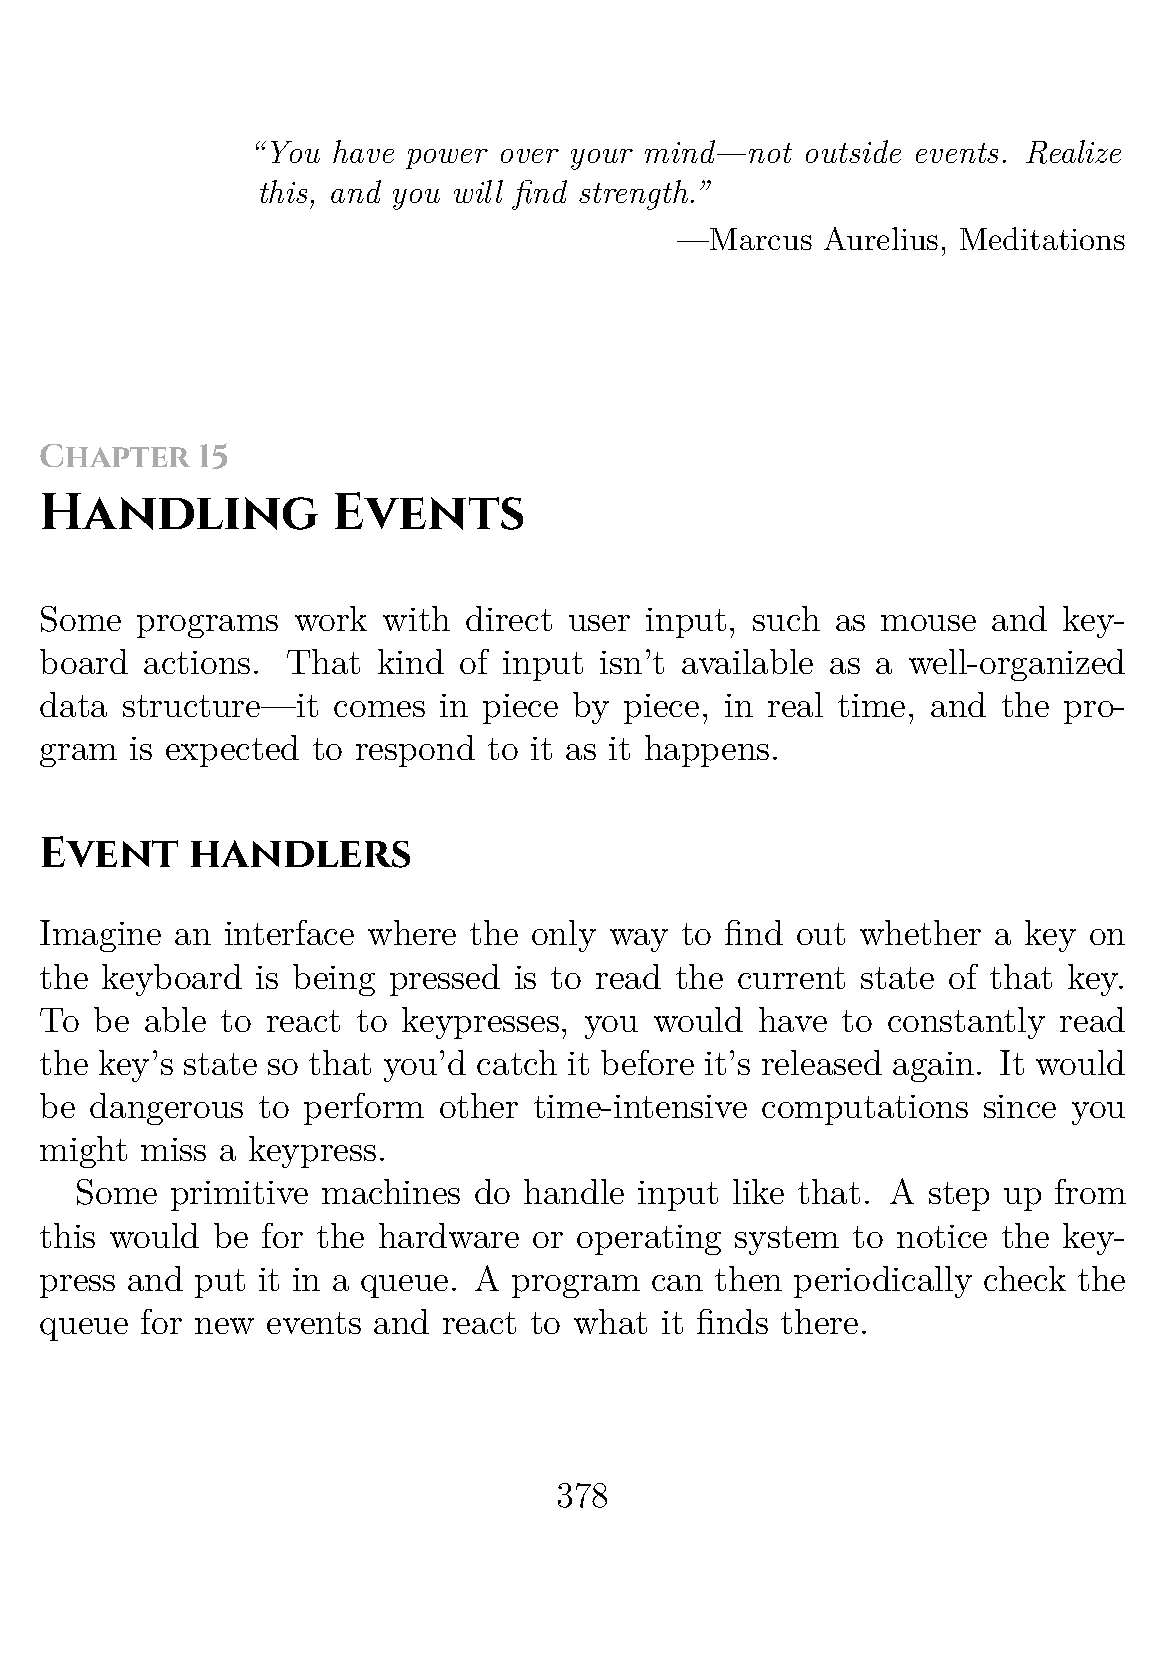 “You have power over your mind—not outside events. Realize
this, and you will find strength.”
—Marcus Aurelius, Meditations
Chapter 15
Handling Events
Some programs work with direct user input, such as mouse and key-
board actions. That kind of input isn’t available as a well-organized
data structure—it comes in piece by piece, in real time, and the pro-
gram is expected to respond to it as it happens.
Event handlers
Imagine an interface where the only way to find out whether a key on
the keyboard is being pressed is to read the current state of that key.
To be able to react to keypresses, you would have to constantly read
the key’s state so that you’d catch it before it’s released again. It would
be dangerous to perform other time-intensive computations since you
might miss a keypress.
Some primitive machines do handle input like that. A step up from
this would be for the hardware or operating system to notice the key-
press and put it in a queue. A program can then periodically check the
queue for new events and react to what it finds there.
378